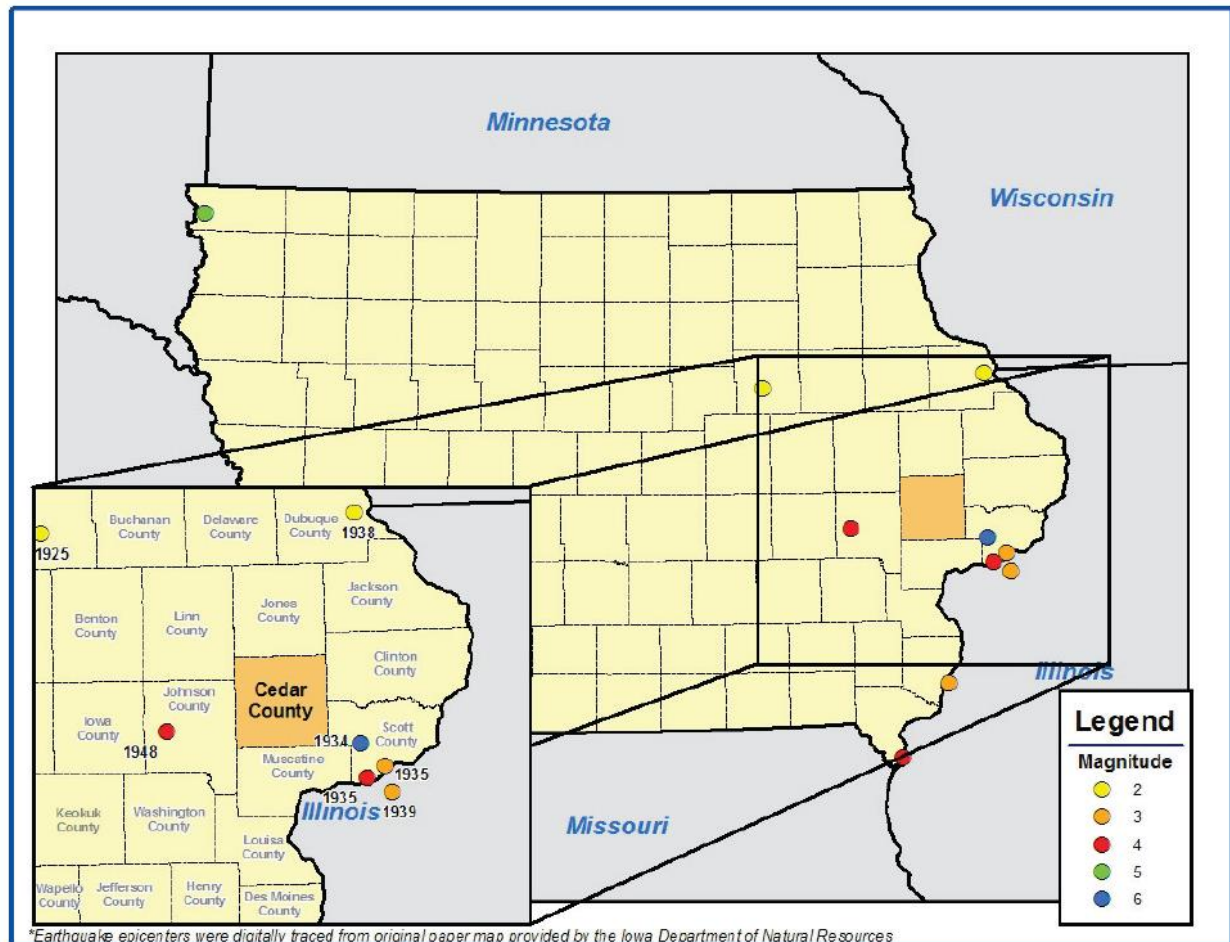 Minnesota
Wisconsin
Illinois
Missouri
Buchanan
County
Delaware
County
Dubuque
County
1925
1938
Jackson
County
Jones
County
Benton
County
Linn
County
Clinton
County
Cedar
County
Johnson
County
Iowa
County
1948
Scott
County
1934
Muscatine
County
1935
1935
1939
Illinois
Keokuk
County
Washington
County
Louisa
County
Wapello
County
Jefferson
County
Henry
County
Des Moines
County
Legend
Magnitude
2
3
4
5
6
*Earthquake epicenters were digitally traced from original paper map provided by the Iowa Department of Natural Resources